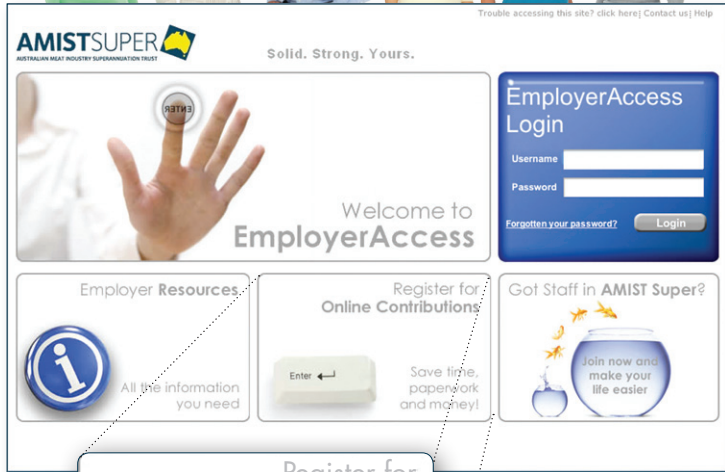 Trouble accessing this site? click here| Contact us| Help
AMISTSUPER
AUSTRALIAN MEAT INDUSTRY SUPERANNUATION TRUST
Solid. Strong. Yours.
ENTER
Welcome to
EmployerAccess
EmployerAccess
Login
Username
Password
Forgotten your password?
Login
Employer Resources
All the information
you need
Register for
Online Contributions
Enter
Save time,
paperwork
and money!
Got Staff in AMIST Super?
Join now and
make your
life easier
Register for